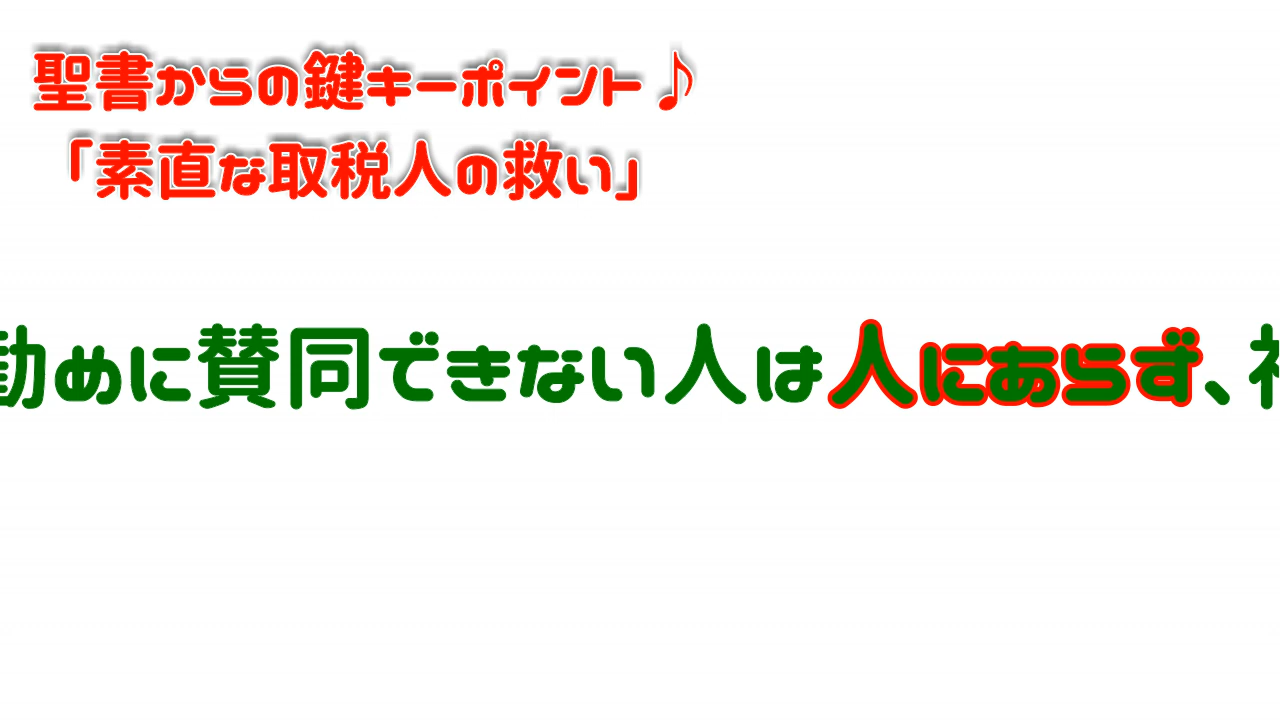 聖書からの鍵キーポイント♪
「素直な取税人の救い」
勧めに賛同できない人は人にあらず、